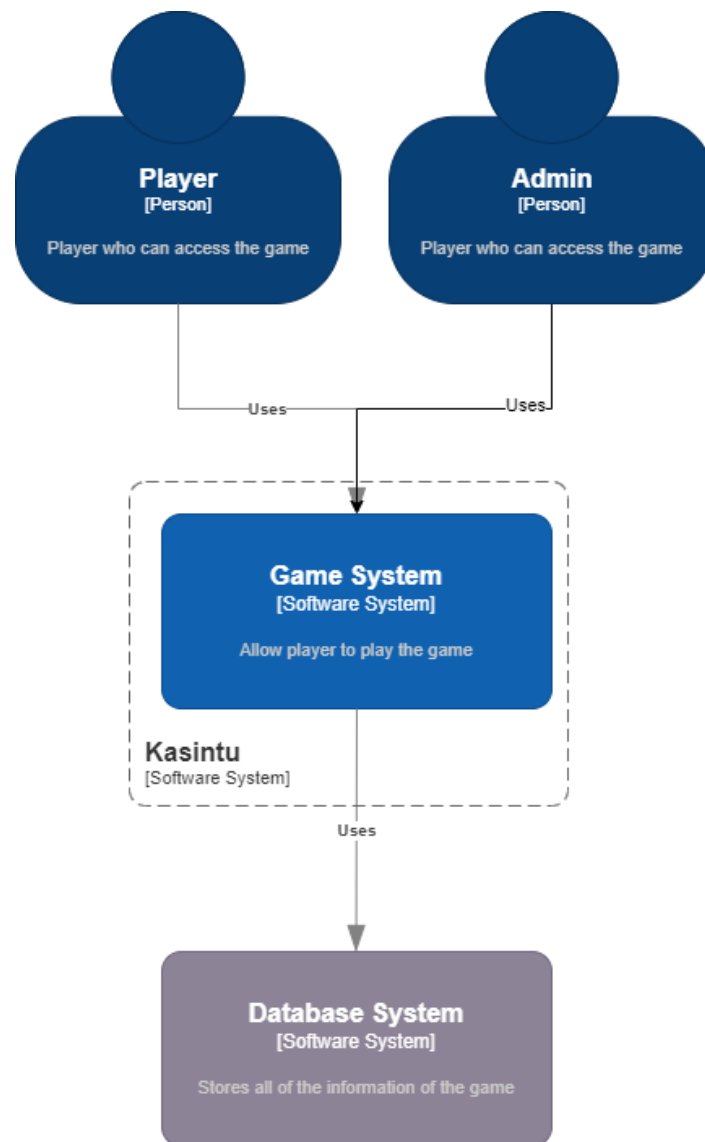 Player
[Person]
Player who can access the game
Admin
[Person]
Player who can access the game
Uses
Uses
Game System
[Software System]
Allow player to play the game
Kasintu
[Software System]
Uses
Database System
[Software System]
Stores all of the information of the game